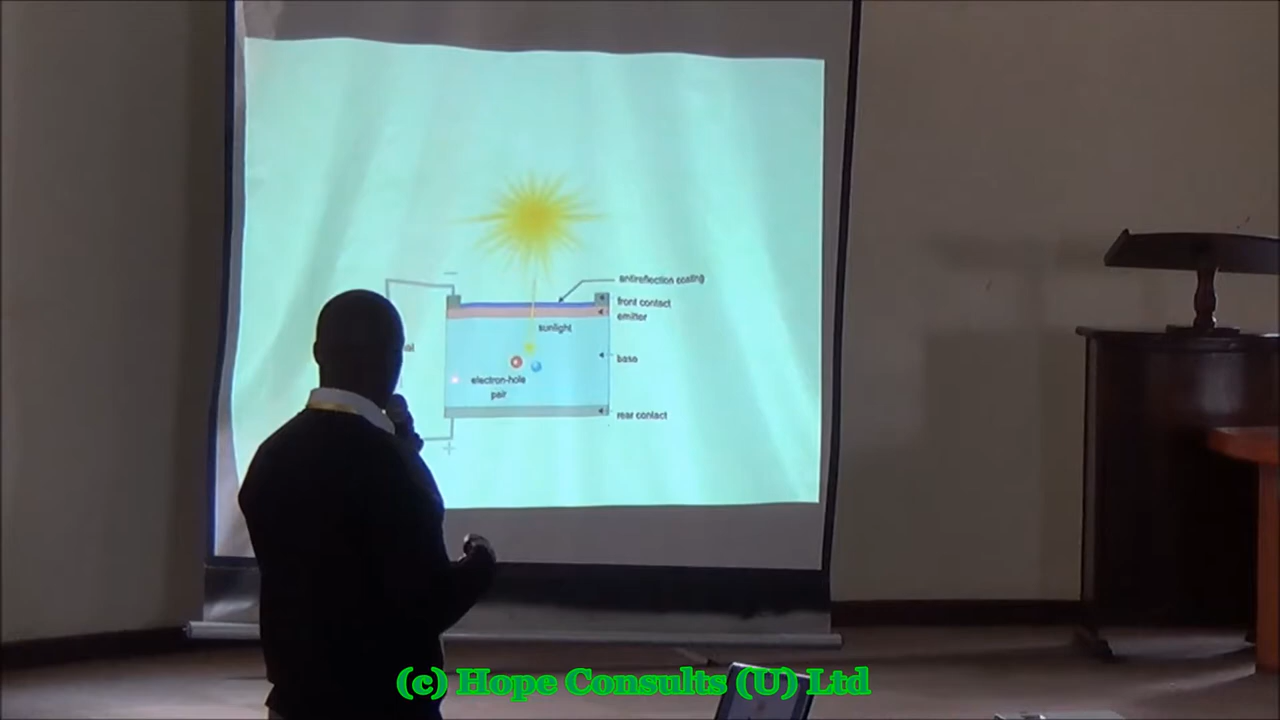 −
antireflection coating
front contact
emitter
sunlight
base
electron-hole
pair
rear contact
+
(c) Hope Consults (U) Ltd